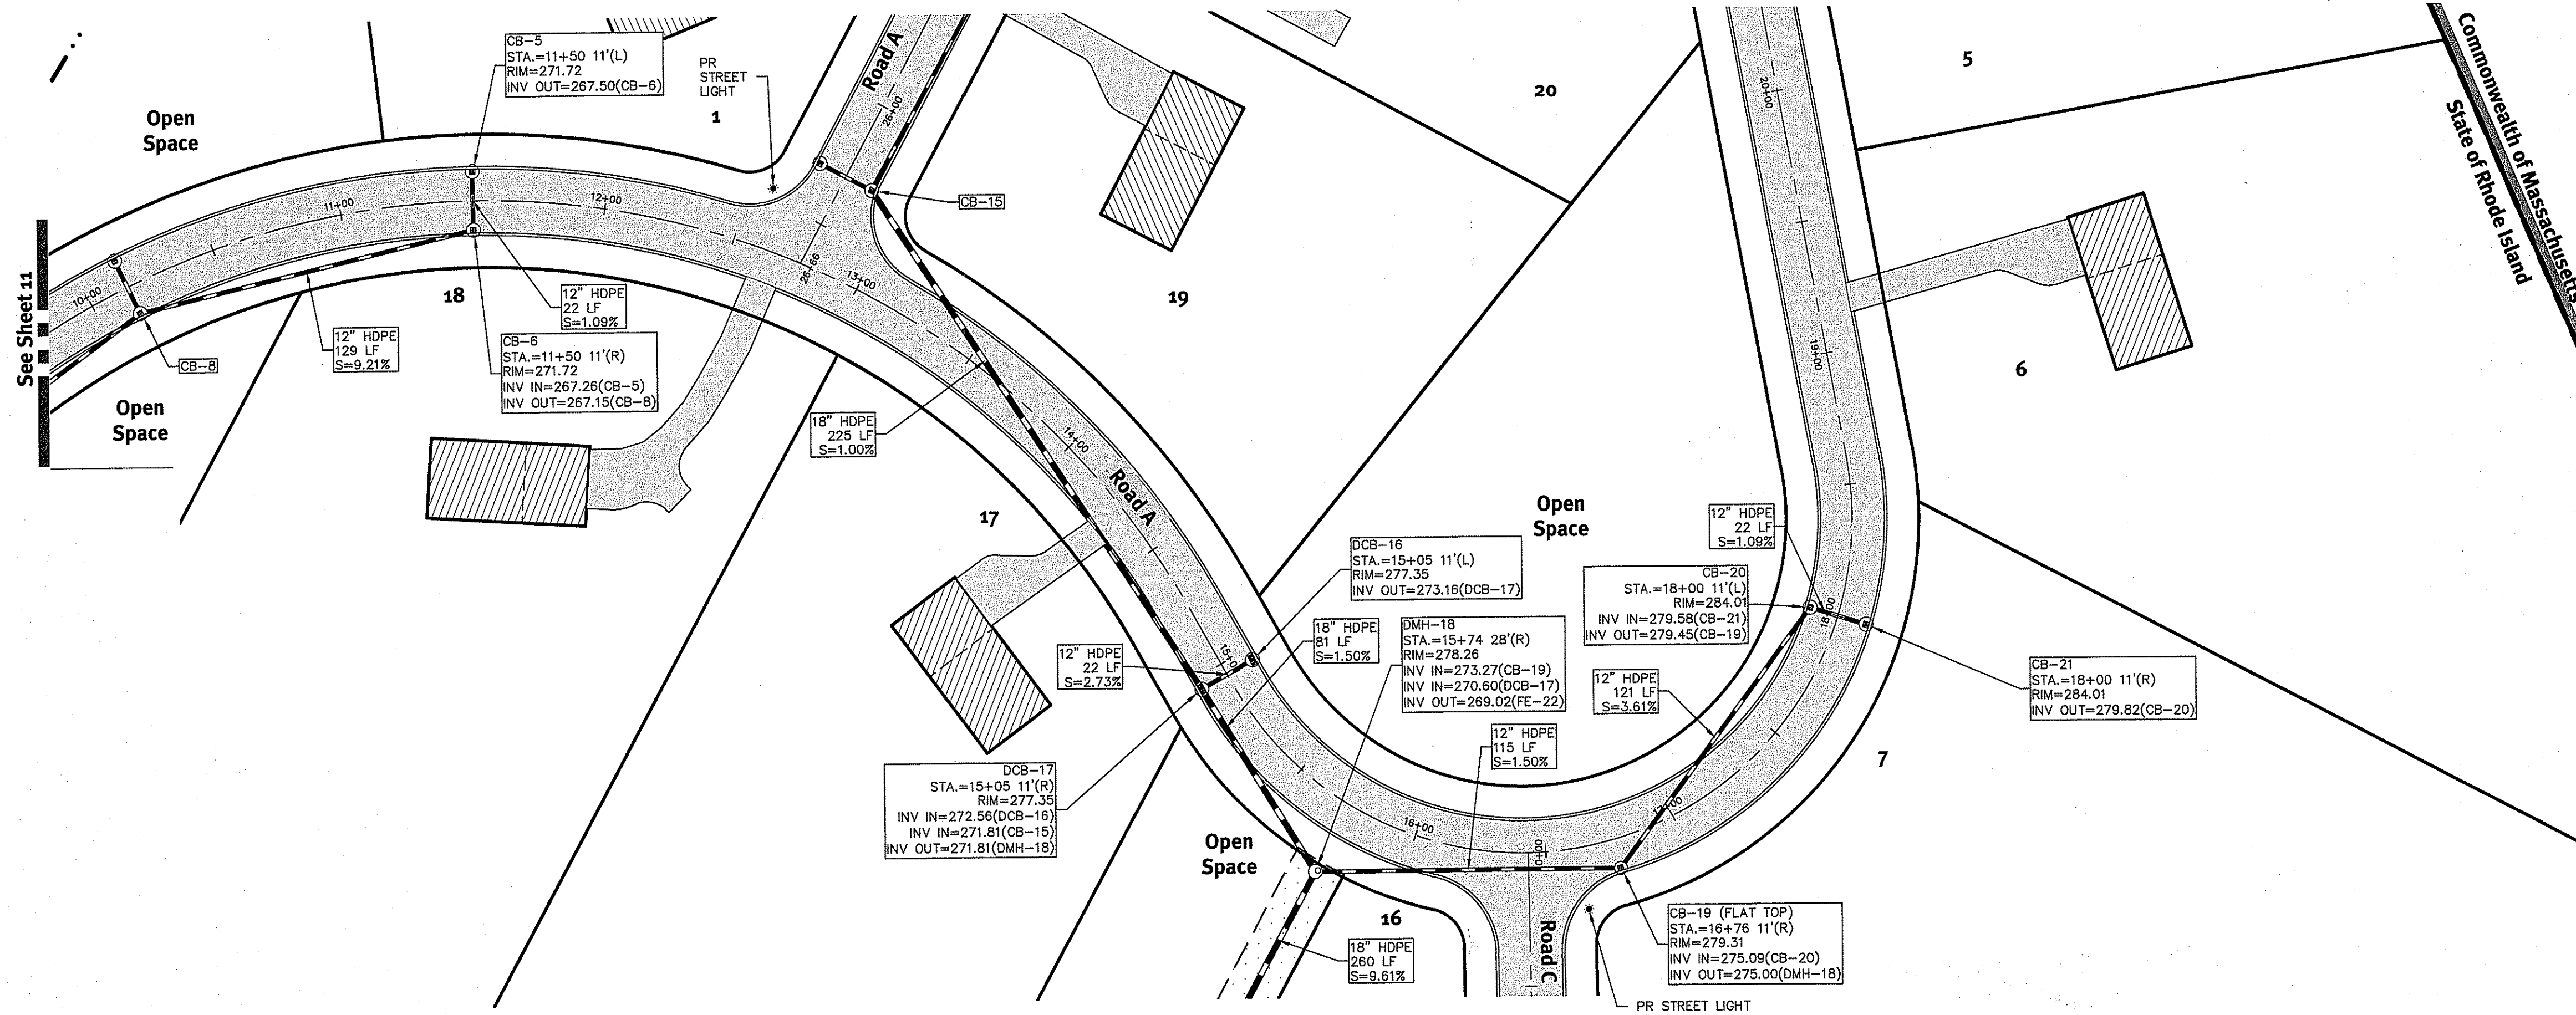 CB-5
STA.=11+50 11'(L)
RIM=271.72
INV OUT=267.50(CB-6)
PR
STREET
LIGHT
1
Road A
26+00
Open
Space
20
20+00
5
Commonwealth of Massachusetts
State of Rhode Island
11+00
12+00
CB-15
See Sheet 11
10+00
18
26+66
13+00
19
12" HDPE
22 LF
S=1.09%
12" HDPE
129 LF
S=9.21%
CB-8
CB-6
STA.=11+50 11'(R)
RIM=271.72
INV IN=267.26(CB-5)
INV OUT=267.15(CB-8)
19+00
6
Open
Space
18" HDPE
225 LF
S=1.00%
14+00
Road A
17
Open
Space
12" HDPE
22 LF
S=1.09%
DCB-16
STA.=15+05 11'(L)
RIM=277.35
INV OUT=273.16(DCB-17)
CB-20
STA.=18+00 11'(L)
RIM=284.01
INV IN=279.58(CB-21)
INV OUT=279.45(CB-19)
18+00
18" HDPE
81 LF
S=1.50%
DMH-18
STA.=15+74 28'(R)
RIM=278.26
INV IN=273.27(CB-19)
INV IN=270.60(DCB-17)
INV OUT=269.02(FE-22)
12" HDPE
22 LF
S=2.73%
CB-21
STA.=18+00 11'(R)
RIM=284.01
INV OUT=279.82(CB-20)
12" HDPE
121 LF
S=3.61%
12" HDPE
115 LF
S=1.50%
7
DCB-17
STA.=15+05 11'(R)
RIM=277.35
INV IN=272.56(DCB-16)
INV IN=271.81(CB-15)
INV OUT=271.81(DMH-18)
17+00
16+00
0+00
Open
Space
16
Road C
CB-19 (FLAT TOP)
STA.=16+76 11'(R)
RIM=279.31
INV IN=275.09(CB-20)
INV OUT=275.00(DMH-18)
18" HDPE
260 LF
S=9.61%
PR STREET LIGHT